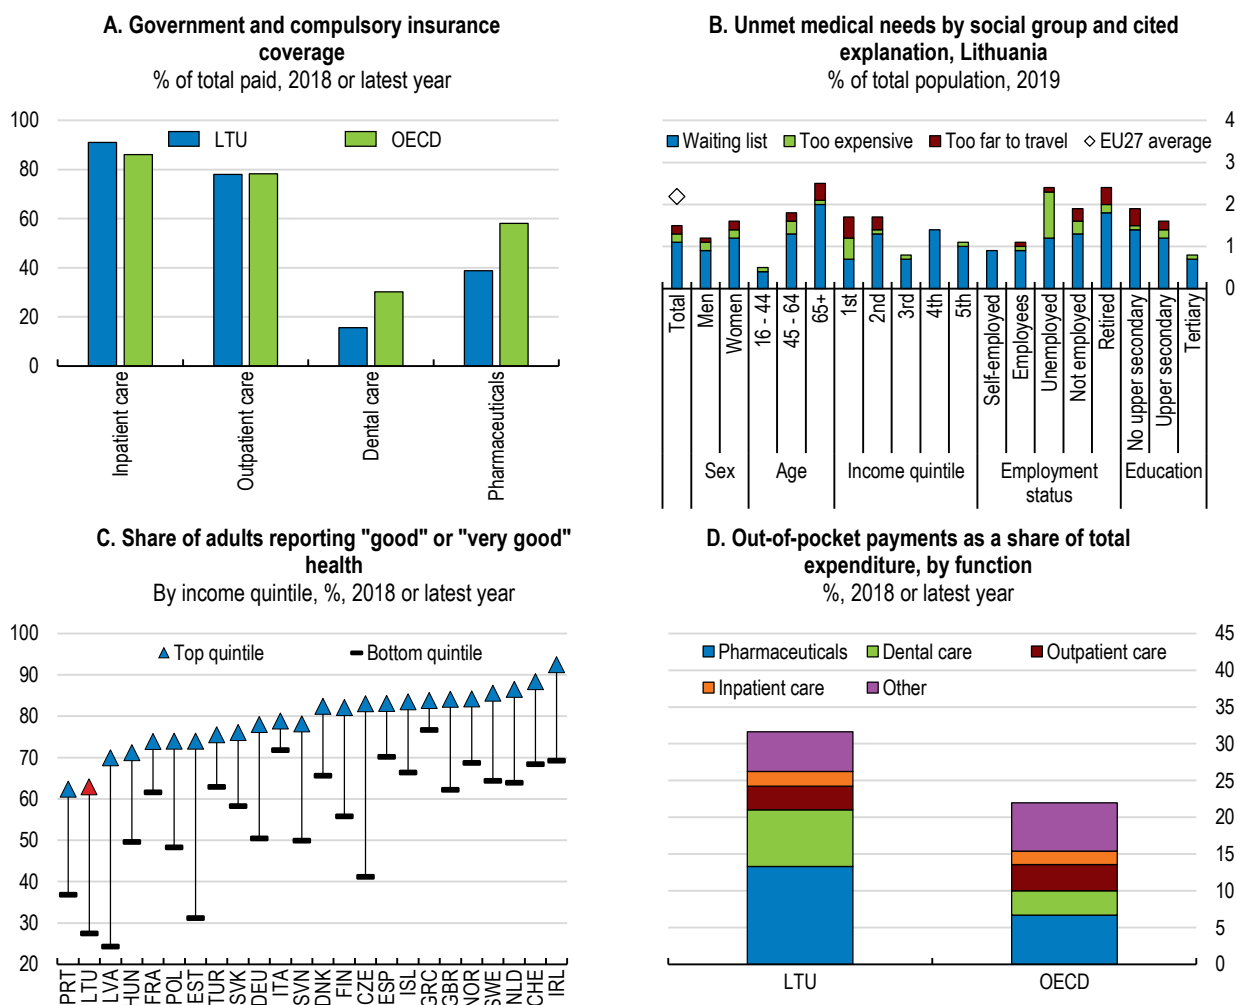 A. Government and compulsory insurance
coverage
% of total paid, 2018 or latest year
100
80
60
40
20
0
LTU
OECD
Inpatient care
Outpatient care
Dental care
Pharmaceuticals
B. Unmet medical needs by social group and cited
explanation, Lithuania
% of total population, 2019
4
3
2
1
0
Waiting list
Too expensive
Too far to travel
EU27 average
Total
Men
Women
16 - 44
45 - 64
65+
1st
2nd
3rd
4th
5th
Self-employed
Employees
Unemployed
Not employed
Retired
No upper secondary
Upper secondary
Tertiary
Sex
Age
Income quintile
Employment
status
Education
C. Share of adults reporting "good" or "very good"
health
By income quintile, %, 2018 or latest year
100
90
80
70
60
50
40
30
20
Top quintile
Bottom quintile
PRT
LTU
LVA
HUN
FRA
POL
EST
TUR
SVK
DEU
ITA
SVN
DNK
FIN
CZE
ESP
ISL
GRC
GBR
NOR
SWE
NLD
CHE
IRL
D. Out-of-pocket payments as a share of total
expenditure, by function
%, 2018 or latest year
45
40
35
30
25
20
15
10
5
0
Pharmaceuticals
Dental care
Outpatient care
Inpatient care
Other
LTU
OECD